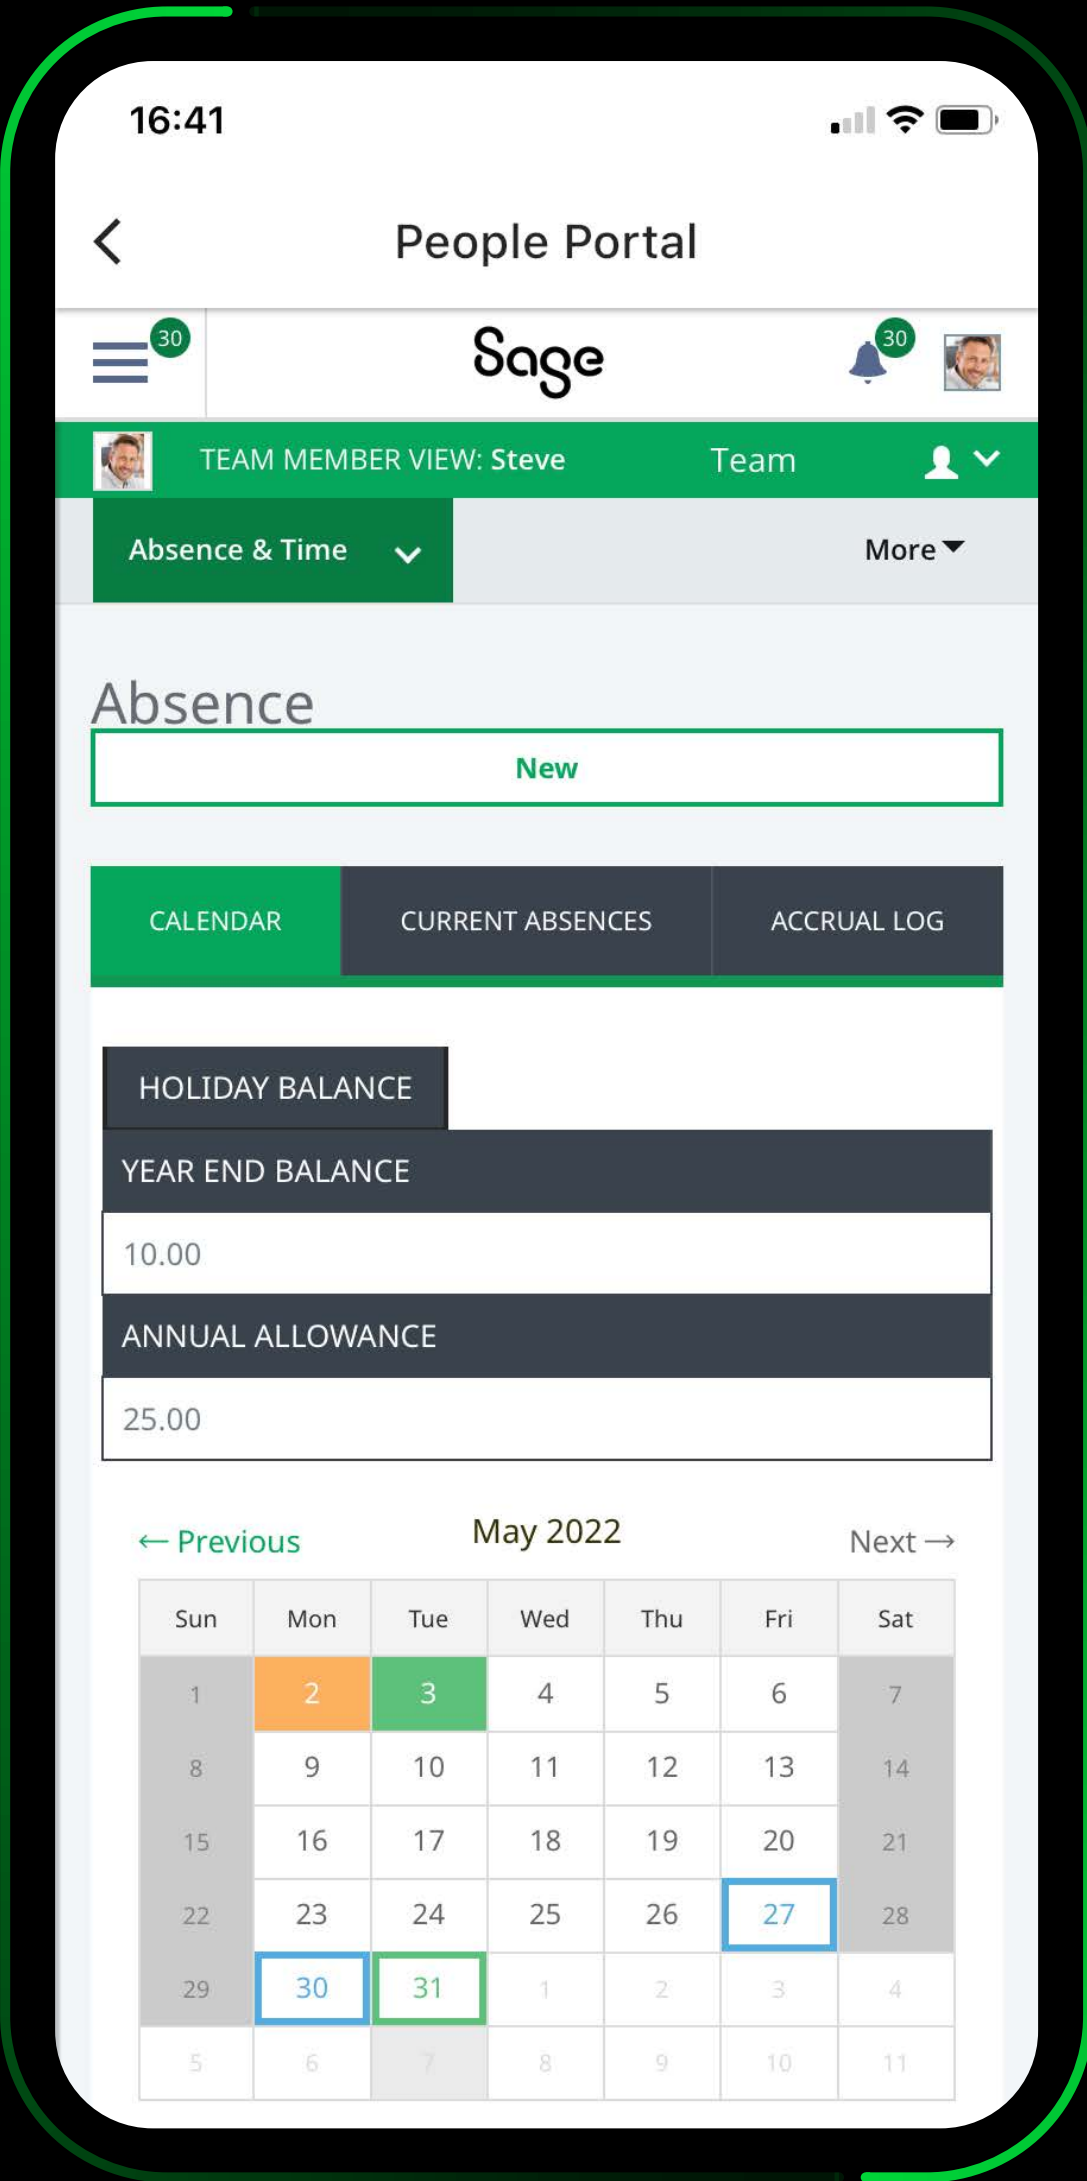 16:41
People Portal
30
Sage
30
TEAM MEMBER VIEW: Steve Team
Absence & Time More
Absence
New
CALENDAR CURRENT ABSENCES ACCRUAL LOG
HOLIDAY BALANCE
YEAR END BALANCE
10.00
ANNUAL ALLOWANCE
25.00
← Previous May 2022 Next →
Sun Mon Tue Wed Thu Fri Sat
1 2 3 4 5 6 7
8 9 10 11 12 13 14
15 16 17 18 19 20 21
22 23 24 25 26 27 28
29 30 31 1 2 3 4
5 6 7 8 9 10 11